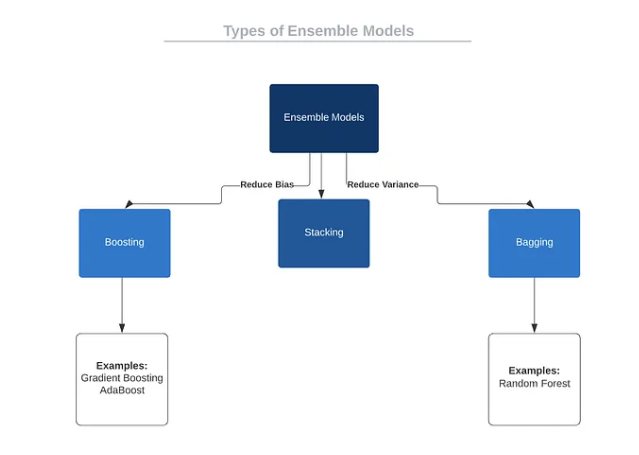 Types of Ensemble Models
Ensemble Models
Reduce Bias
Reduce Variance
Boosting
Stacking
Bagging
Examples:
Gradient Boosting
AdaBoost
Examples:
Random Forest